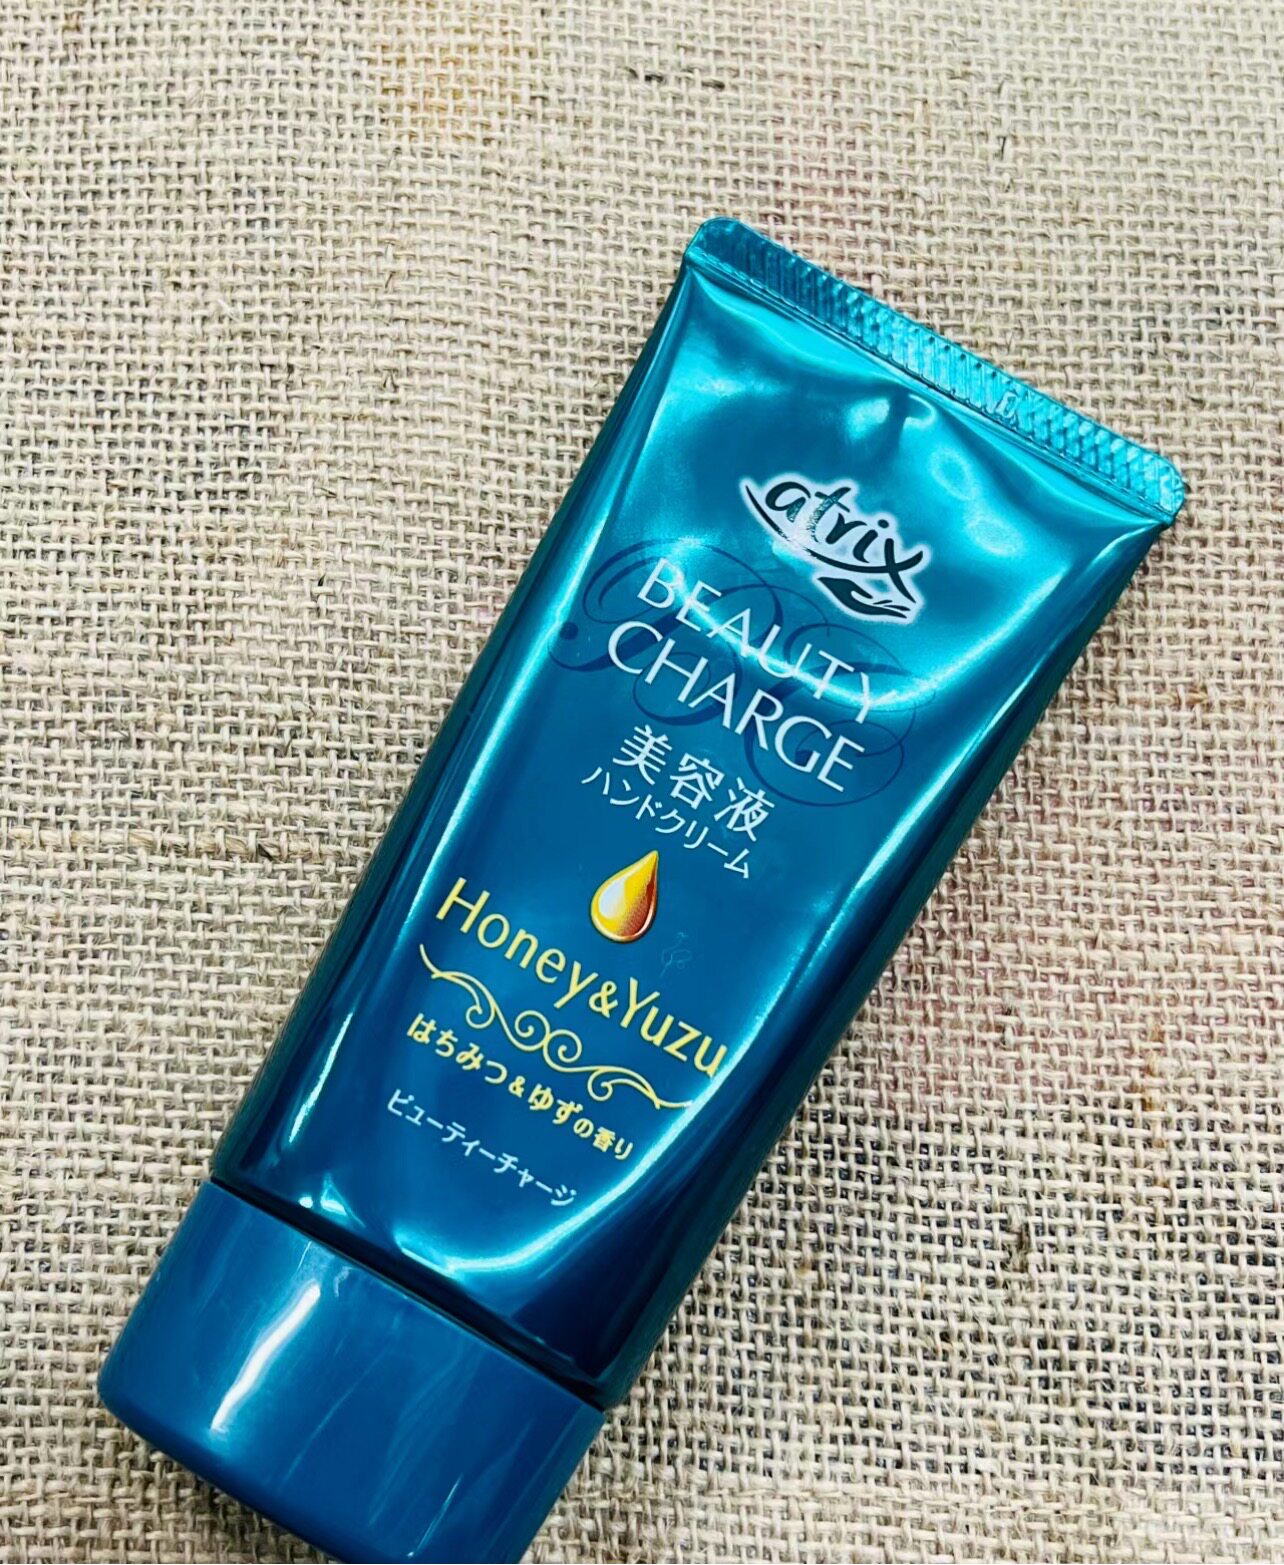 atrix
BEAUTY
CHARGE
美容液
ハンドクリーム
Honey&Yuzu
はちみつ&ゆずの香り
ビューティーチャージ